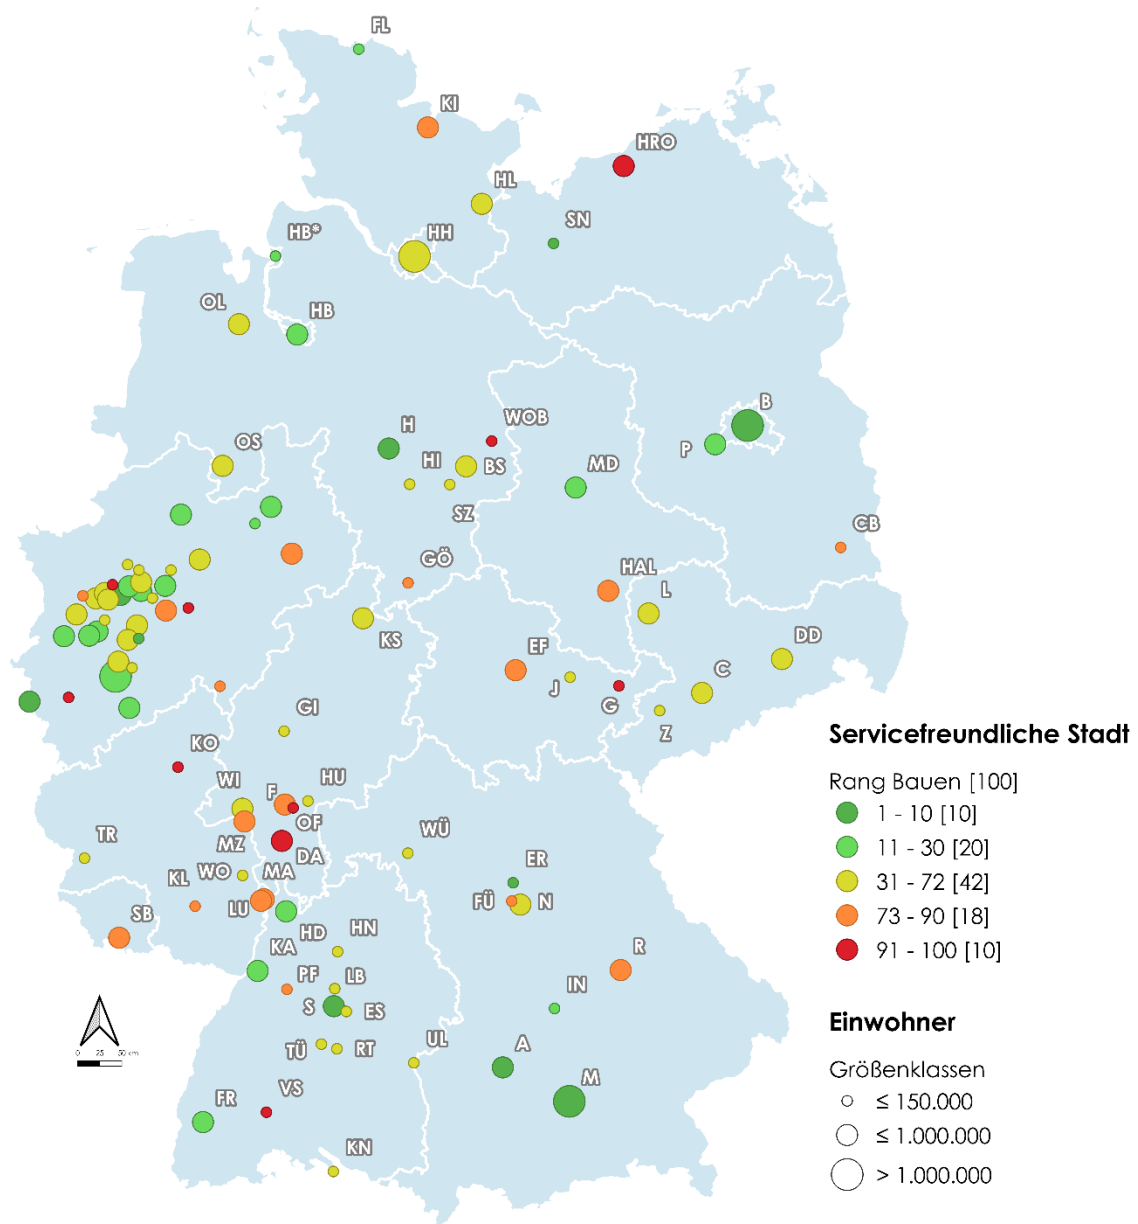 FL
KI
HRO
HL
SN
HB*
HH
OL
HB
B
H
WOB
P
OS
HI
BS
MD
SZ
CB
GÖ
HAL
L
KS
EF
DD
C
J
G
Z
GI
Servicefreundliche Stadt
KO
Rang Bauen [100]
WI
F
HU
1 - 10 [10]
OF
11 - 30 [20]
TR
MZ
DA
WÜ
ER
31 - 72 [42]
KL
WO
MA
SB
LU
FÜ
N
73 - 90 [18]
HD
HN
KA
R
91 - 100 [10]
PF
LB
IN
S
ES
Einwohner
0 25 50 cm
TÜ
RT
UL
A
Größenklassen
M
≤ 150.000
FR
VS
≤ 1.000.000
KN
> 1.000.000